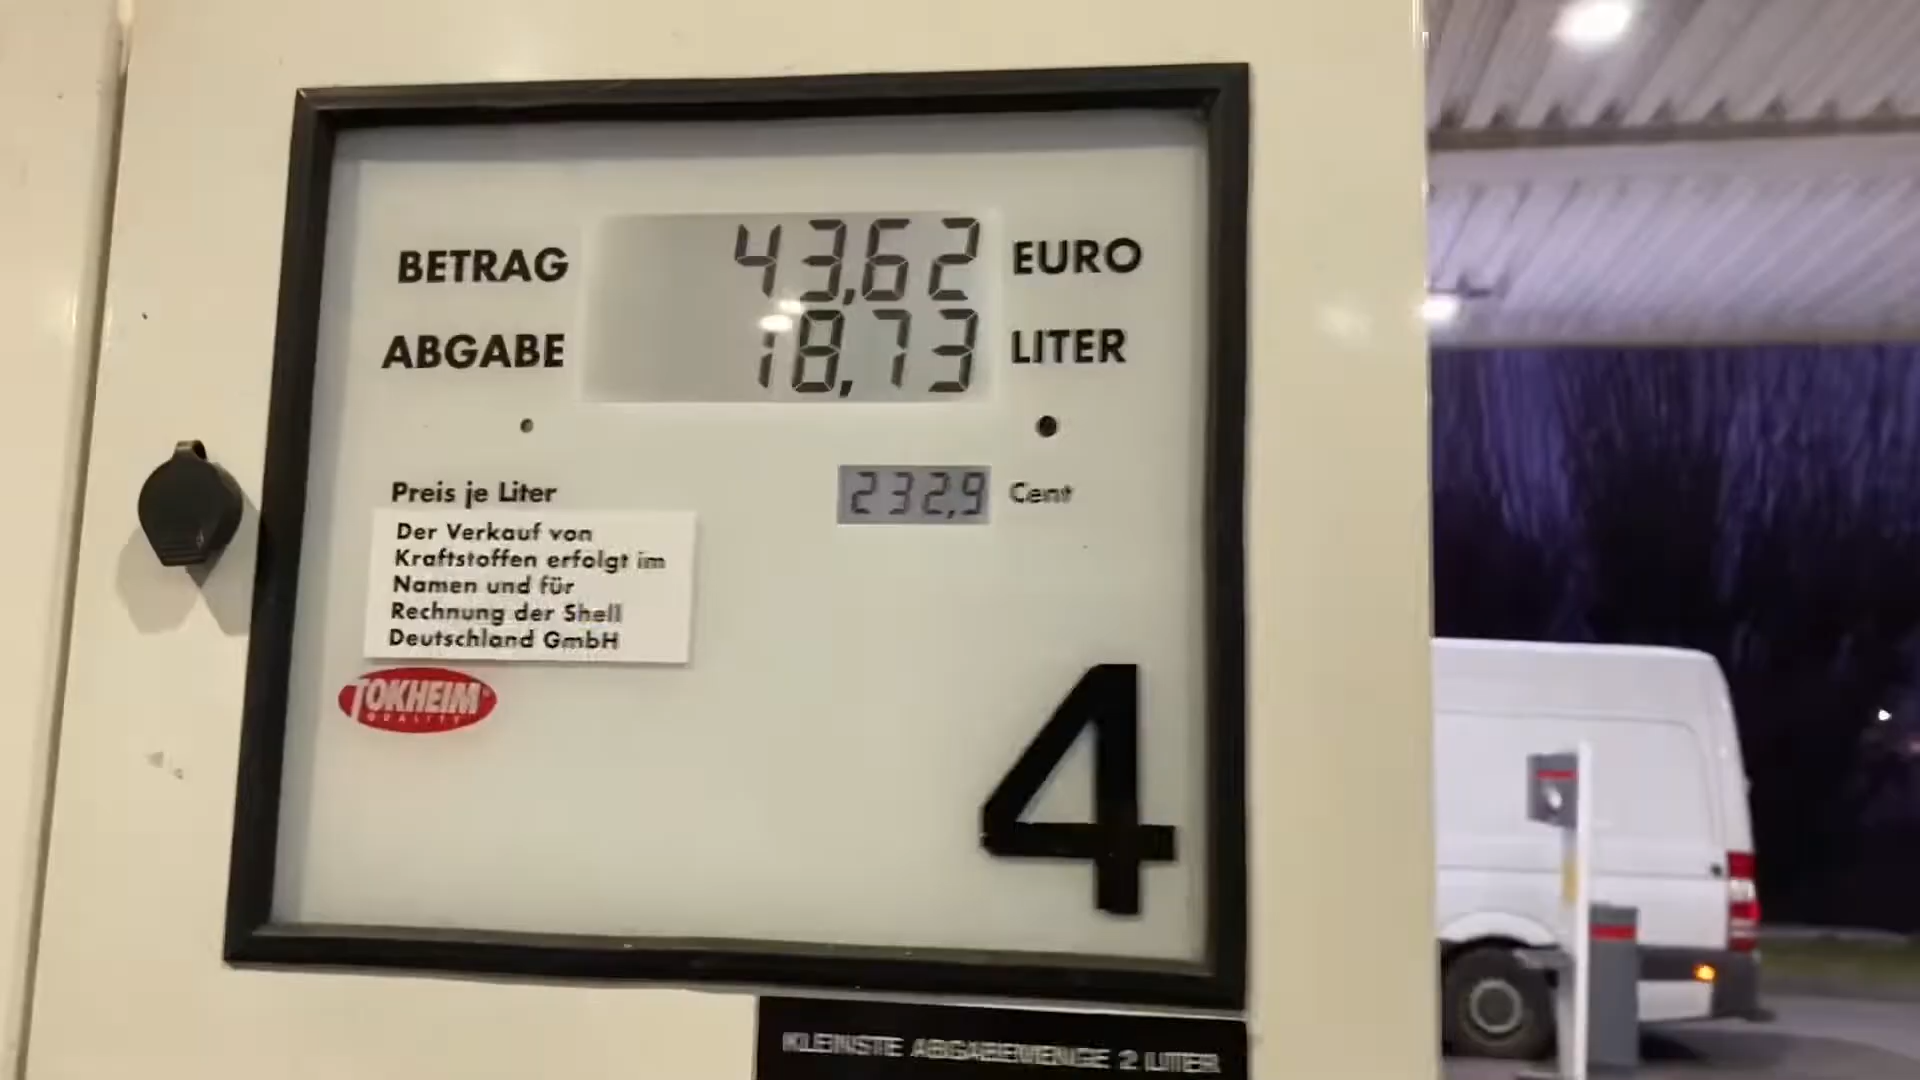 BETRAG 43,62 EURO
ABGABE 18,73 LITER
Preis je Liter 232,9 Cent
Der Verkauf von
Kraftstoffen erfolgt im
Namen und für
Rechnung der Shell
Deutschland GmbH
TOKHEIM
QUALITY
4
KLEINSTE ABGABEMENGE 2 LITER